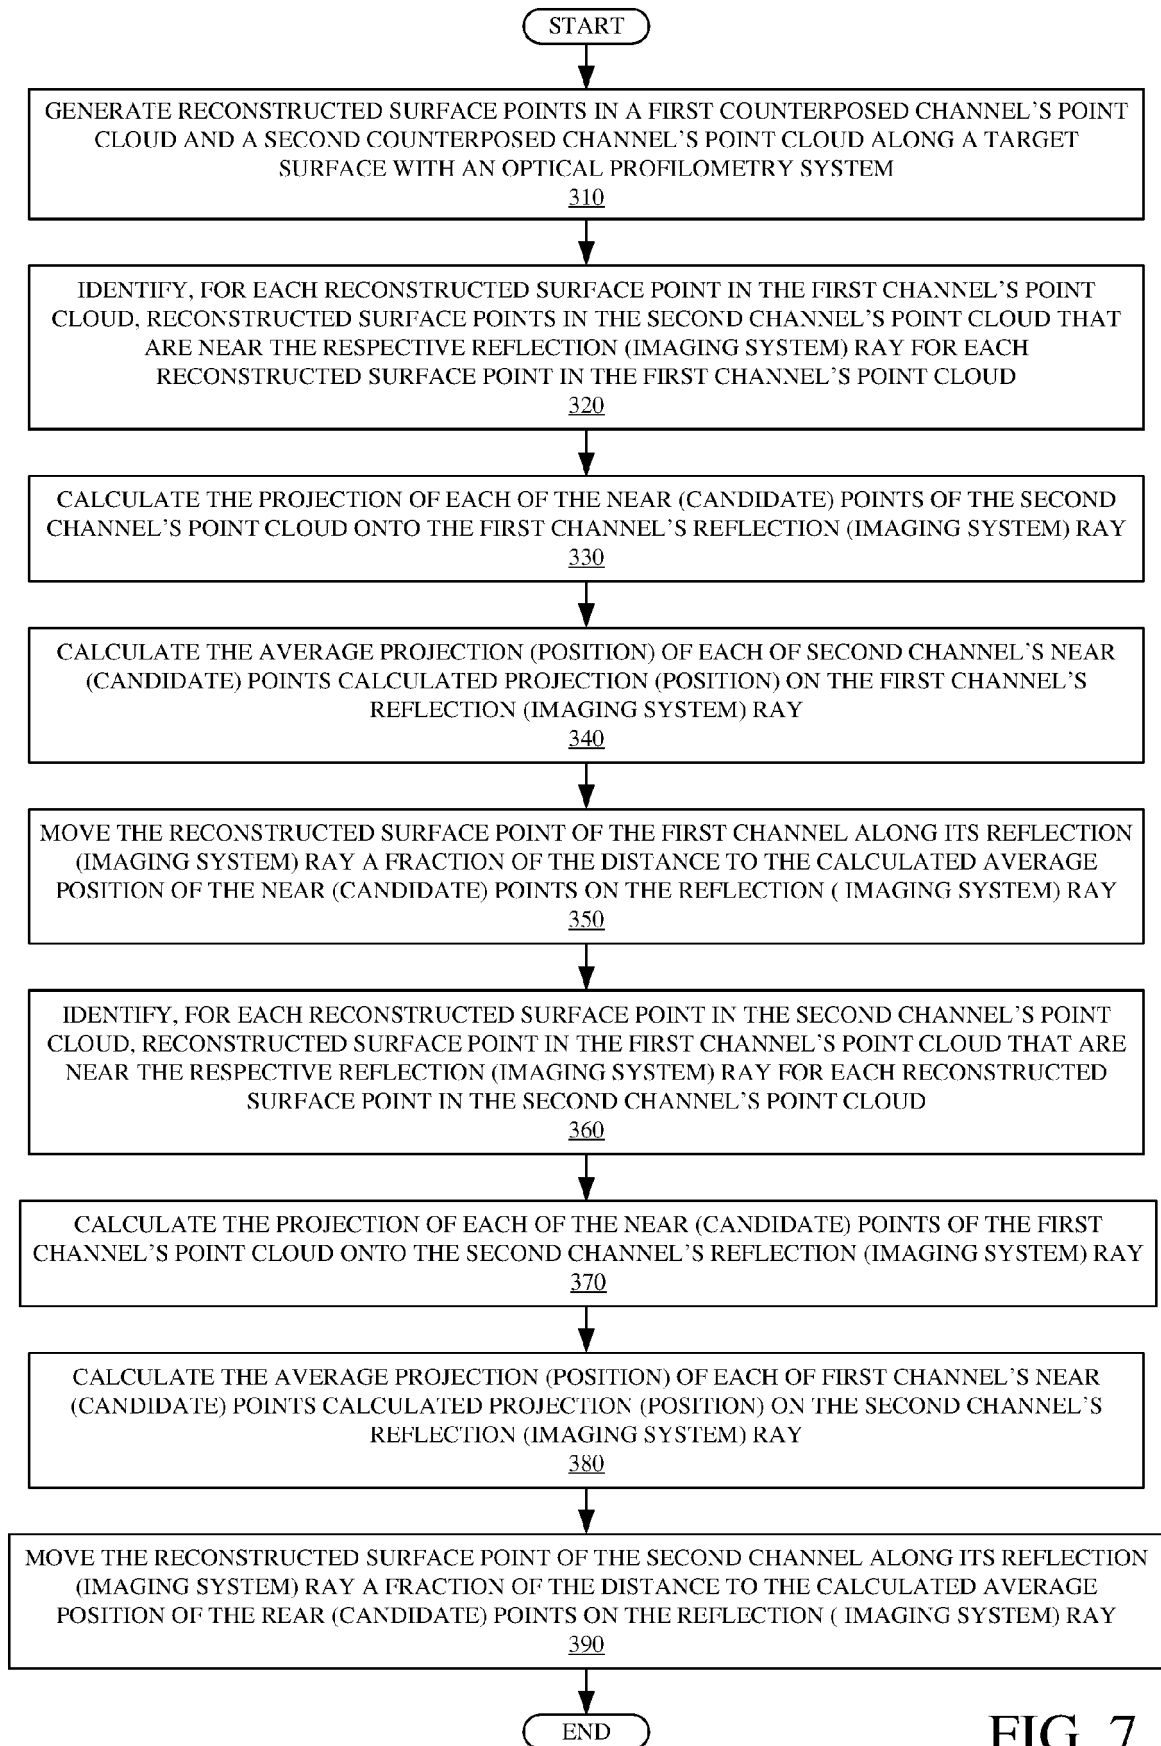 START
GENERATE RECONSTRUCTED SURFACE POINTS IN A FIRST COUNTERPOSED CHANNEL'S POINT
CLOUD AND A SECOND COUNTERPOSED CHANNEL'S POINT CLOUD ALONG A TARGET
SURFACE WITH AN OPTICAL PROFILOMETRY SYSTEM
310
IDENTIFY, FOR EACH RECONSTRUCTED SURFACE POINT IN THE FIRST CHANNEL'S POINT
CLOUD, RECONSTRUCTED SURFACE POINTS IN THE SECOND CHANNEL'S POINT CLOUD THAT
ARE NEAR THE RESPECTIVE REFLECTION (IMAGING SYSTEM) RAY FOR EACH
RECONSTRUCTED SURFACE POINT IN THE FIRST CHANNEL'S POINT CLOUD
320
CALCULATE THE PROJECTION OF EACH OF THE NEAR (CANDIDATE) POINTS OF THE SECOND
CHANNEL'S POINT CLOUD ONTO THE FIRST CHANNEL'S REFLECTION (IMAGING SYSTEM) RAY
330
CALCULATE THE AVERAGE PROJECTION (POSITION) OF EACH OF SECOND CHANNEL'S NEAR
(CANDIDATE) POINTS CALCULATED PROJECTION (POSITION) ON THE FIRST CHANNEL'S
REFLECTION (IMAGING SYSTEM) RAY
340
MOVE THE RECONSTRUCTED SURFACE POINT OF THE FIRST CHANNEL ALONG ITS REFLECTION
(IMAGING SYSTEM) RAY A FRACTION OF THE DISTANCE TO THE CALCULATED AVERAGE
POSITION OF THE NEAR (CANDIDATE) POINTS ON THE REFLECTION ( IMAGING SYSTEM) RAY
350
IDENTIFY, FOR EACH RECONSTRUCTED SURFACE POINT IN THE SECOND CHANNEL'S POINT
CLOUD, RECONSTRUCTED SURFACE POINT IN THE FIRST CHANNEL'S POINT CLOUD THAT ARE
NEAR THE RESPECTIVE REFLECTION (IMAGING SYSTEM) RAY FOR EACH RECONSTRUCTED
SURFACE POINT IN THE SECOND CHANNEL'S POINT CLOUD
360
CALCULATE THE PROJECTION OF EACH OF THE NEAR (CANDIDATE) POINTS OF THE FIRST
CHANNEL'S POINT CLOUD ONTO THE SECOND CHANNEL'S REFLECTION (IMAGING SYSTEM) RAY
370
CALCULATE THE AVERAGE PROJECTION (POSITION) OF EACH OF FIRST CHANNEL'S NEAR
(CANDIDATE) POINTS CALCULATED PROJECTION (POSITION) ON THE SECOND CHANNEL'S
REFLECTION (IMAGING SYSTEM) RAY
380
MOVE THE RECONSTRUCTED SURFACE POINT OF THE SECOND CHANNEL ALONG ITS REFLECTION
(IMAGING SYSTEM) RAY A FRACTION OF THE DISTANCE TO THE CALCULATED AVERAGE
POSITION OF THE REAR (CANDIDATE) POINTS ON THE REFLECTION ( IMAGING SYSTEM) RAY
390
END
FIG. 7